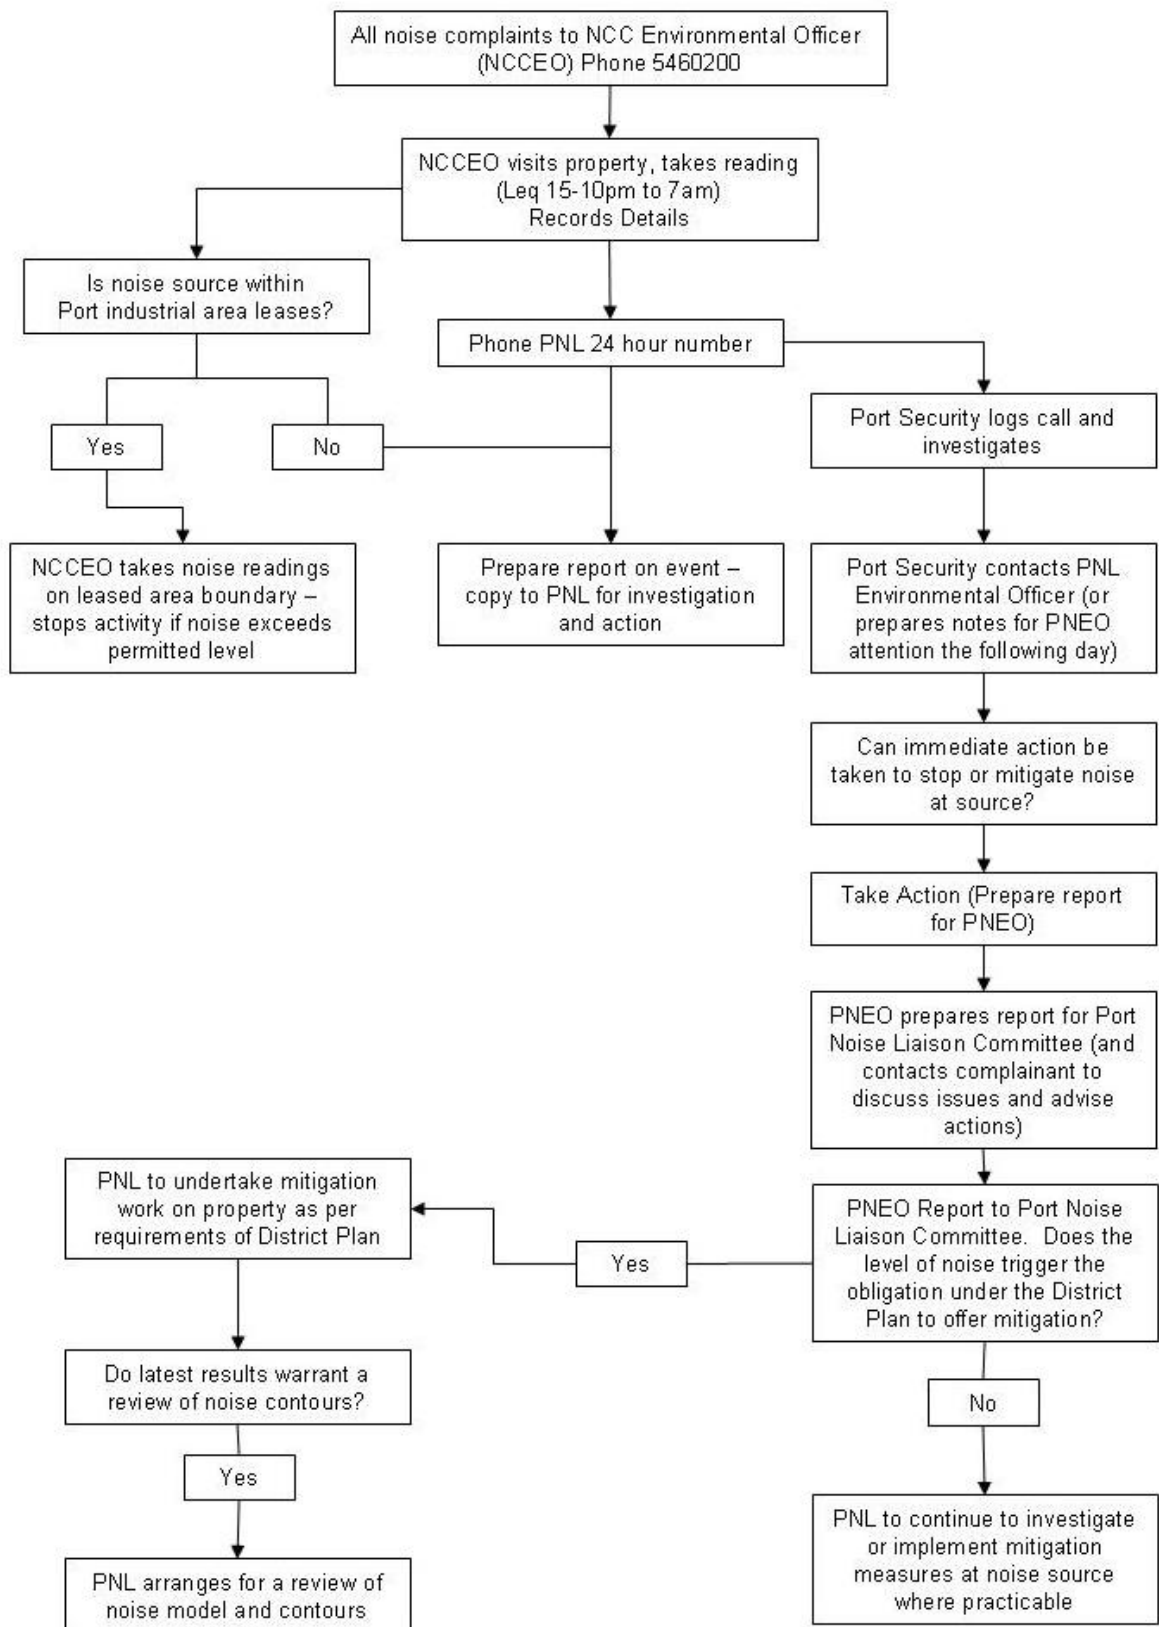 All noise complaints to NCC Environmental Officer
(NCCEO) Phone 5460200
NCCEO visits property, takes reading
(Leq 15-10pm to 7am)
Records Details
Is noise source within
Port industrial area leases?
Phone PNL 24 hour number
Port Security logs call and
investigates
Yes
No
NCCEO takes noise readings
on leased area boundary –
stops activity if noise exceeds
permitted level
Prepare report on event –
copy to PNL for investigation
and action
Port Security contacts PNL
Environmental Officer (or
prepares notes for PNEO
attention the following day)
Can immediate action be
taken to stop or mitigate noise
at source?
Take Action (Prepare report
for PNEO)
PNEO prepares report for Port
Noise Liaison Committee (and
contacts complainant to
discuss issues and advise
actions)
PNEO Report to Port Noise
Liaison Committee. Does the
level of noise trigger the
obligation under the District
Plan to offer mitigation?
Yes
PNL to undertake mitigation
work on property as per
requirements of District Plan
Do latest results warrant a
review of noise contours?
Yes
PNL arranges for a review of
noise model and contours
No
PNL to continue to investigate
or implement mitigation
measures at noise source
where practicable